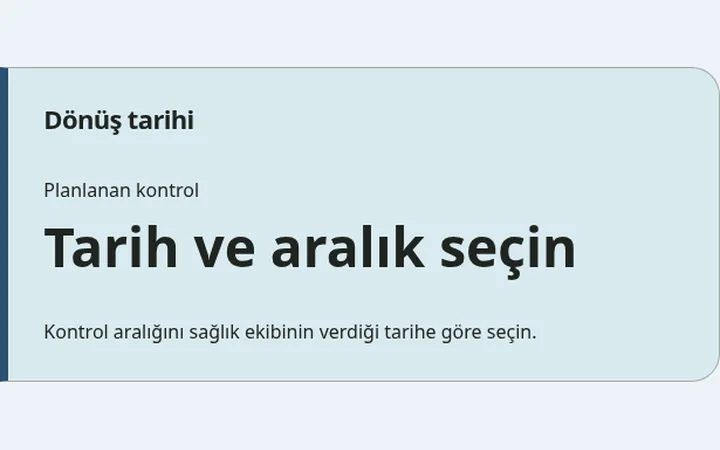 Dönüş tarihi
Planlanan kontrol
Tarih ve aralık seçin
Kontrol aralığını sağlık ekibinin verdiği tarihe göre seçin.